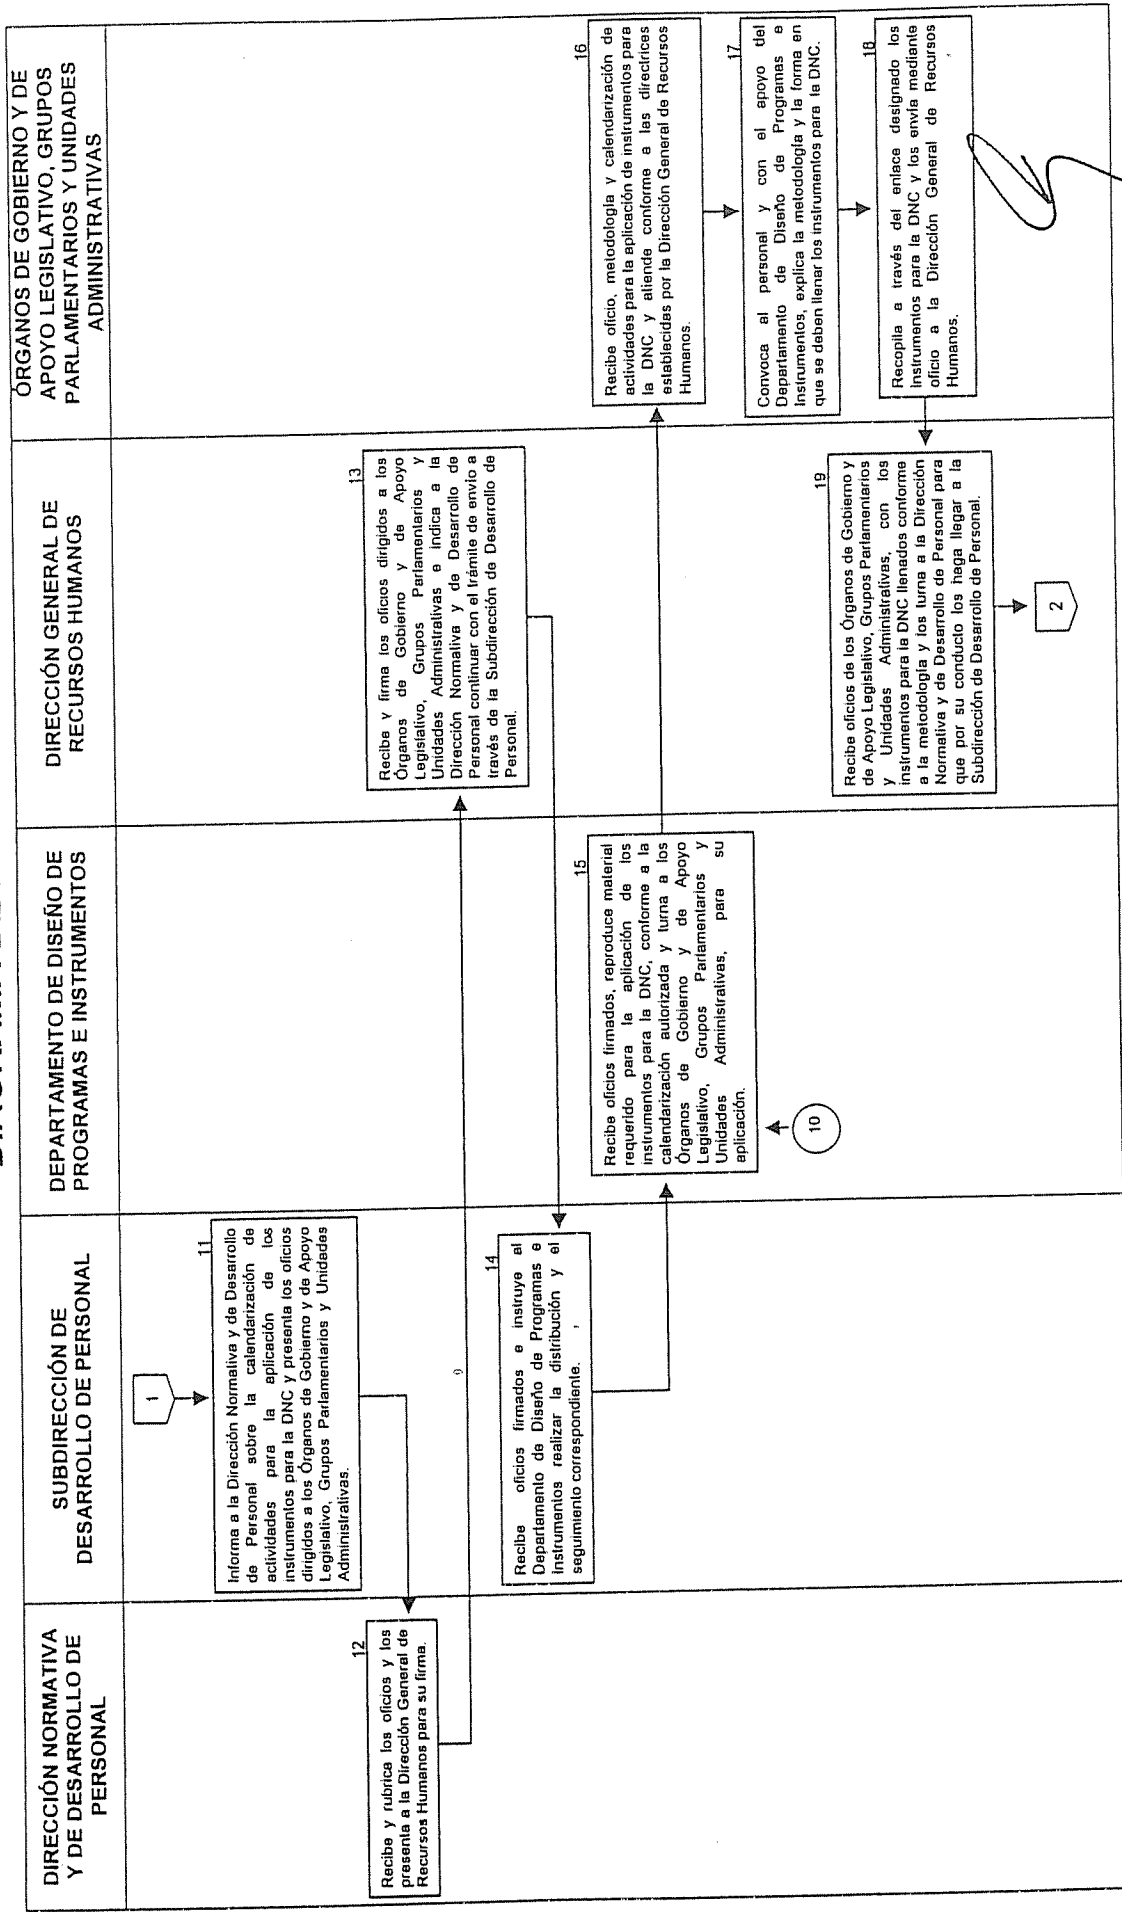 DIRECCIÓN NORMATIVA
Y DE DESARROLLO DE
PERSONAL
SUBDIRECCIÓN DE
DESARROLLO DE PERSONAL
DEPARTAMENTO DE DISEÑO DE
PROGRAMAS E INSTRUMENTOS
DIRECCIÓN GENERAL DE
RECURSOS HUMANOS
ÓRGANOS DE GOBIERNO Y DE
APOYO LEGISLATIVO, GRUPOS
PARLAMENTARIOS Y UNIDADES
ADMINISTRATIVAS
1
11
Informa a la Dirección Normativa y de Desarrollo
de Personal sobre la calendarización de
actividades para la aplicación de los
instrumentos para la DNC y presenta los oficios
dirigidos a los Órganos de Gobierno y de Apoyo
Legislativo, Grupos Parlamentarios y Unidades
Administrativas.
12
Recibe y rubrica los oficios y los
presenta a la Dirección General de
Recursos Humanos para su firma.
13
Recibe y firma los oficios dirigidos a los
Órganos de Gobierno y de Apoyo
Legislativo, Grupos Parlamentarios y
Unidades Administrativas e indica a la
Dirección Normativa y de Desarrollo de
Personal continuar con el trámite de envío a
través de la Subdirección de Desarrollo de
Personal.
14
Recibe oficios firmados e instruye al
Departamento de Diseño de Programas e
Instrumentos realizar la distribución y el
seguimiento correspondiente.
15
Recibe oficios firmados, reproduce material
requerido para la aplicación de los
instrumentos para la DNC, conforme a la
calendarización autorizada y turna a los
Órganos de Gobierno y de Apoyo
Legislativo, Grupos Parlamentarios y
Unidades Administrativas, para su
aplicación.
10
16
Recibe oficio, metodología y calendarización de
actividades para la aplicación de instrumentos para
la DNC y atiende conforme a las directrices
establecidas por la Dirección General de Recursos
Humanos.
17
Convoca al personal y con el apoyo del
Departamento de Diseño de Programas e
Instrumentos, explica la metodología y la forma en
que se deben llenar los instrumentos para la DNC.
18
Recopila a través del enlace designado los
Instrumentos para la DNC y los envía mediante
oficio a la Dirección General de Recursos
Humanos.
19
Recibe oficios de los Órganos de Gobierno y
de Apoyo Legislativo, Grupos Parlamentarios
y Unidades Administrativas, con los
instrumentos para la DNC llenados conforme
a la metodología y los turna a la Dirección
Normativa y de Desarrollo de Personal para
que por su conducto los haga llegar a la
Subdirección de Desarrollo de Personal.
2